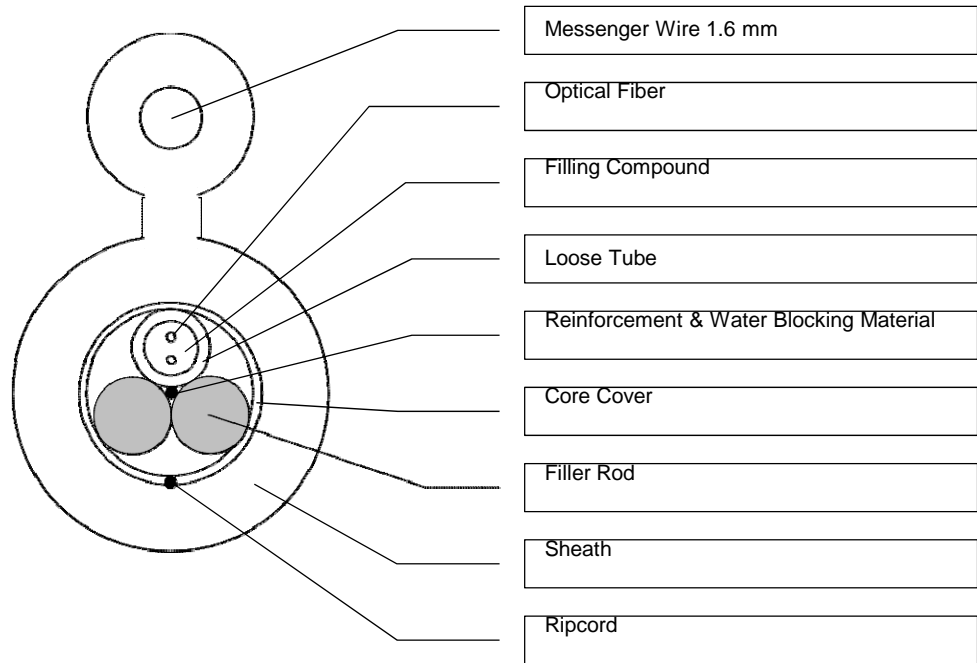 Messenger Wire 1.6 mm
Optical Fiber
Filling Compound
Loose Tube
Reinforcement & Water Blocking Material
Core Cover
Filler Rod
Sheath
Ripcord